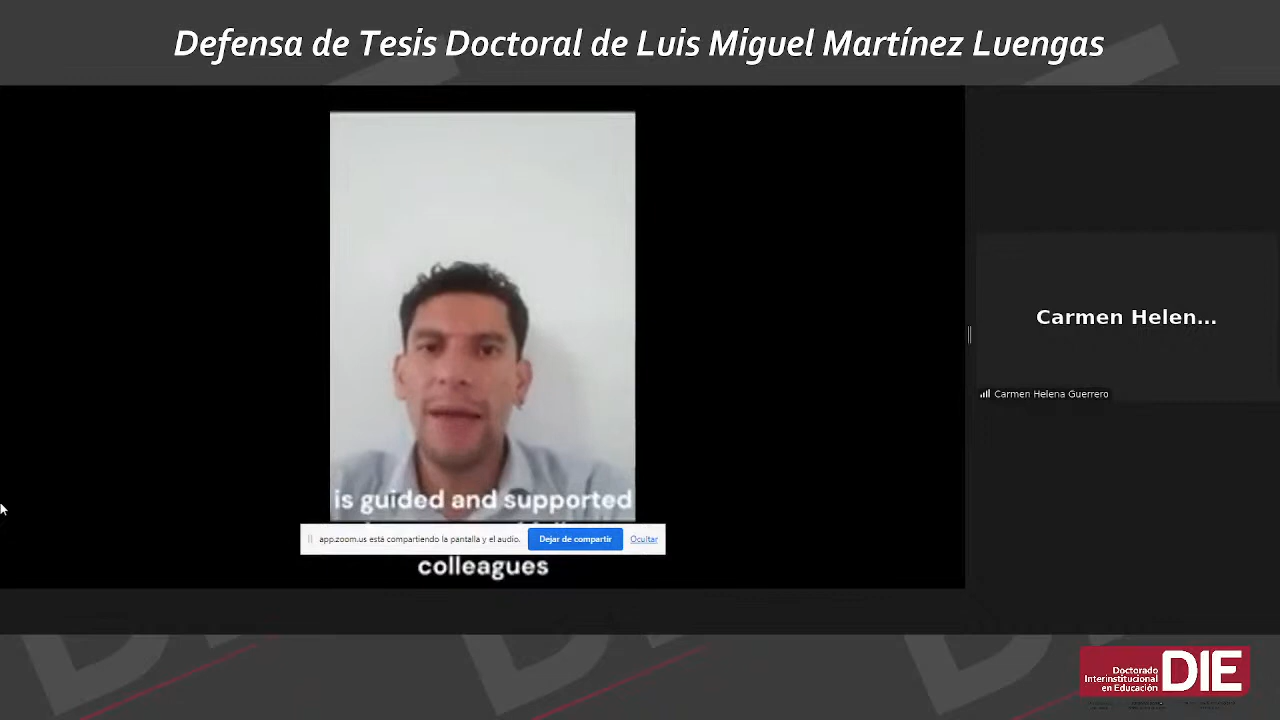 Defensa de Tesis Doctoral de Luis Miguel Martínez Luengas
Carmen Helen...
Carmen Helena Guerrero
is guided and supported
app.zoom.us está compartiendo la pantalla y el audio.
Dejar de compartir
Ocultar
colleagues
Doctorado
Interinstitucional
en Educación
DIE